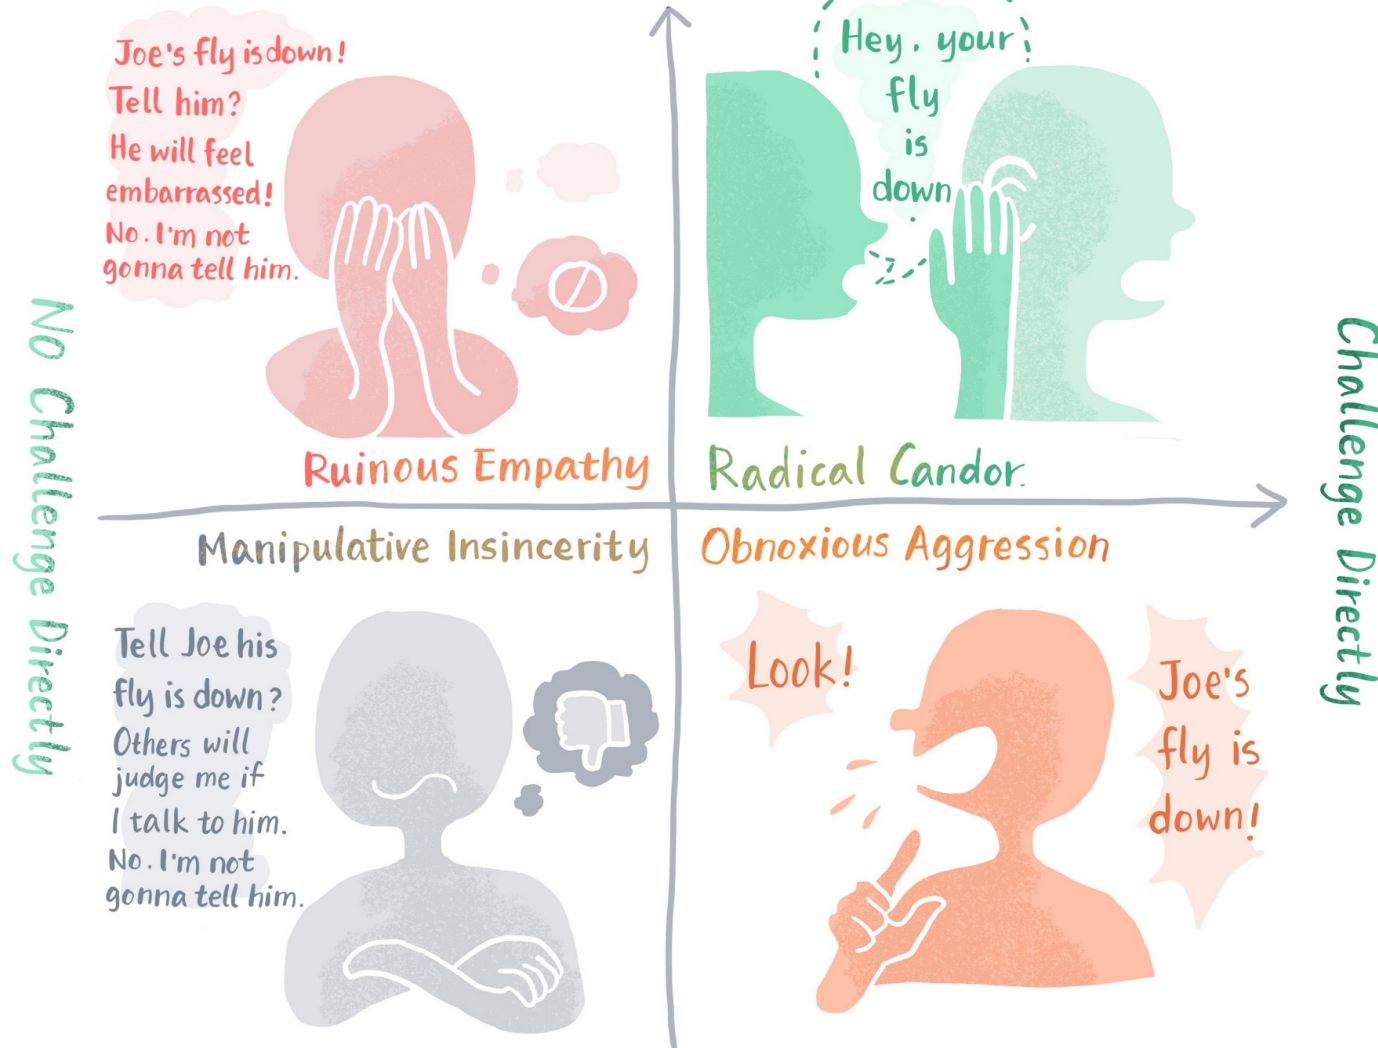 Joe's fly is down!
Tell him?
He will feel
embarrassed!
No. I'm not
gonna tell him.
Hey, your
fly
is
down
No Challenge Directly
Challenge Directly
Ruinous Empathy
Radical Candor.
Manipulative Insincerity
Obnoxious Aggression
Tell Joe his
fly is down?
Others will
judge me if
I talk to him.
No. I'm not
gonna tell him.
Look!
Joe's
fly is
down!